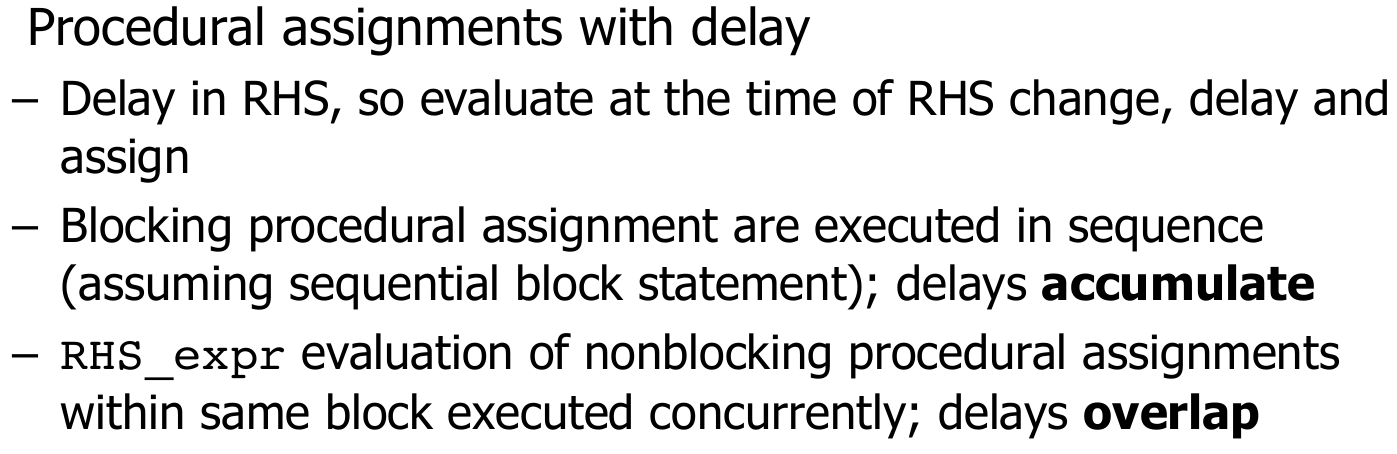 Procedural assignments with delay
– Delay in RHS, so evaluate at the time of RHS change, delay and
assign
– Blocking procedural assignment are executed in sequence
(assuming sequential block statement); delays accumulate
– RHS_expr evaluation of nonblocking procedural assignments
within same block executed concurrently; delays overlap